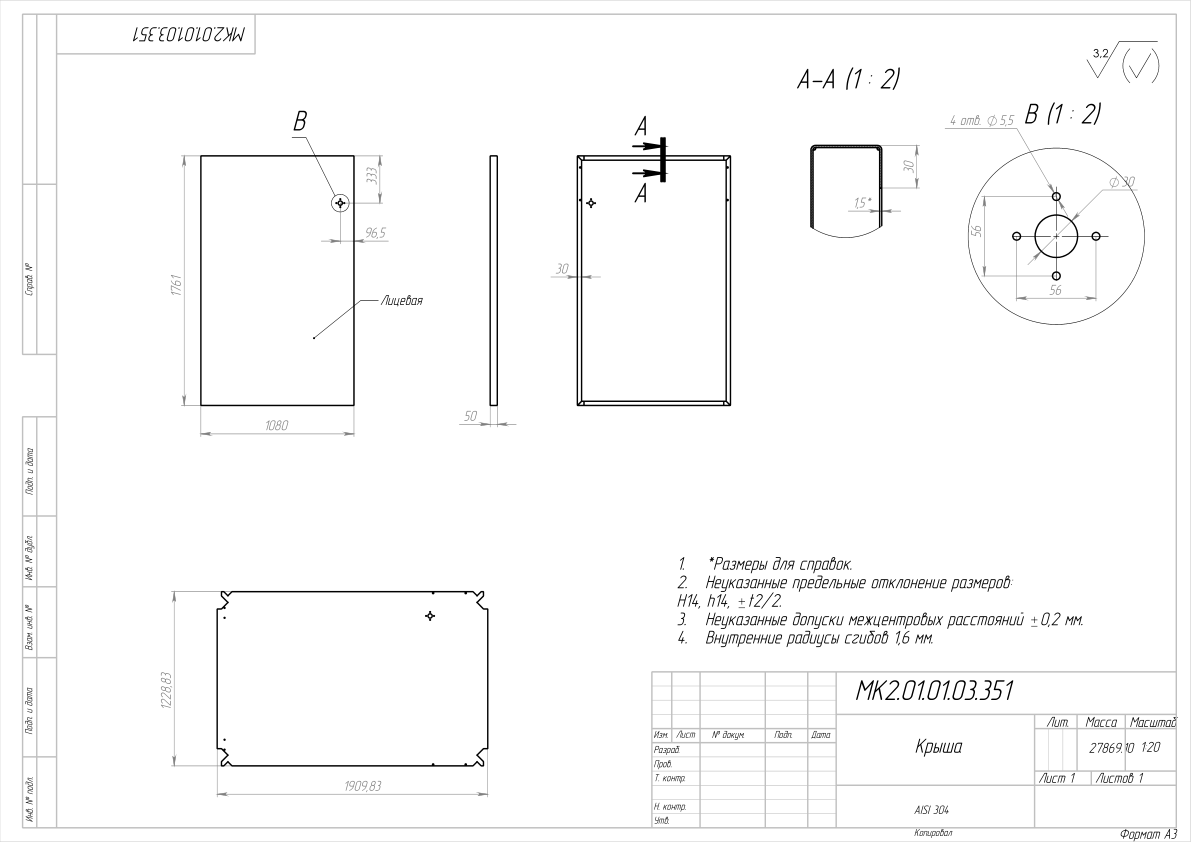 МК2.01.01.03.351
3,2
А-А (1 : 2)
В (1 : 2)
4 отв. ∅ 5,5
∅ 30
56
56
30
1,5*
В
333
96,5
1761
1080
Лицевая
50
А
А
30
1228,83
1909,83
1. *Размеры для справок.
2. Неуказанные предельные отклонение размеров:
H14, h14, ±t2/2.
3. Неуказанные допуски межцентровых расстояний ±0,2 мм.
4. Внутренние радиусы сгибов 1,6 мм.
Справ. №
Подп. и дата
Инв. № дубл.
Взам. инв. №
Подп. и дата
Инв. № подл.
МК2.01.01.03.351
Лит. Масса Масштаб
Изм. Лист № докум. Подп. Дата
Разраб.
Пров.
Т. контр.
Н. контр.
Утв.
Крыша
1:20
Лист 1 Листов 1
AISI 304
Копировал
Формат А3